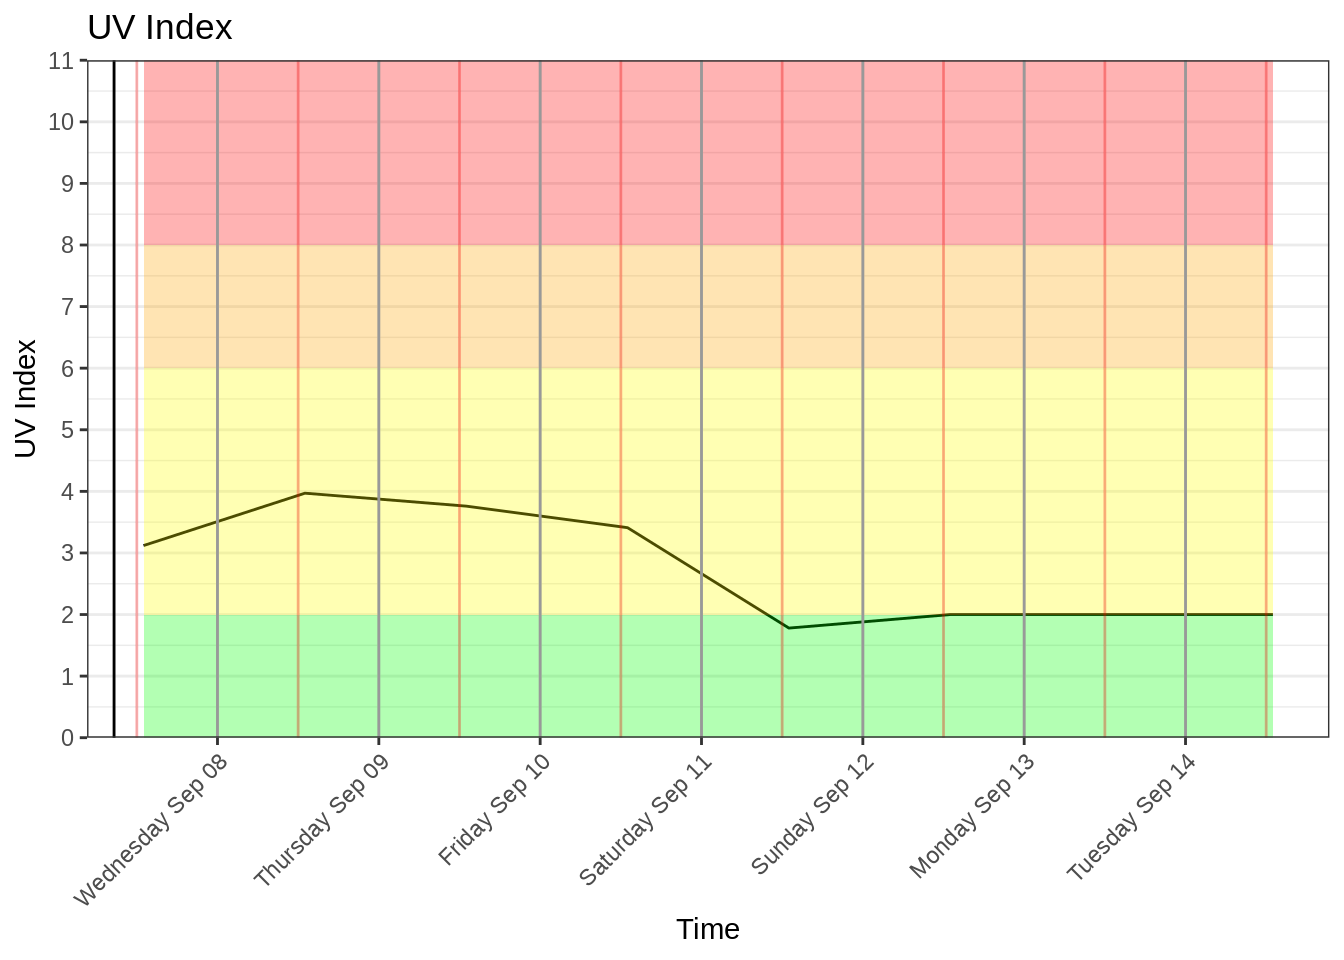 UV Index
11
10
9
8
7
6
5
4
3
2
1
0
UV Index
Wednesday Sep 08
Thursday Sep 09
Friday Sep 10
Saturday Sep 11
Sunday Sep 12
Monday Sep 13
Tuesday Sep 14
Time